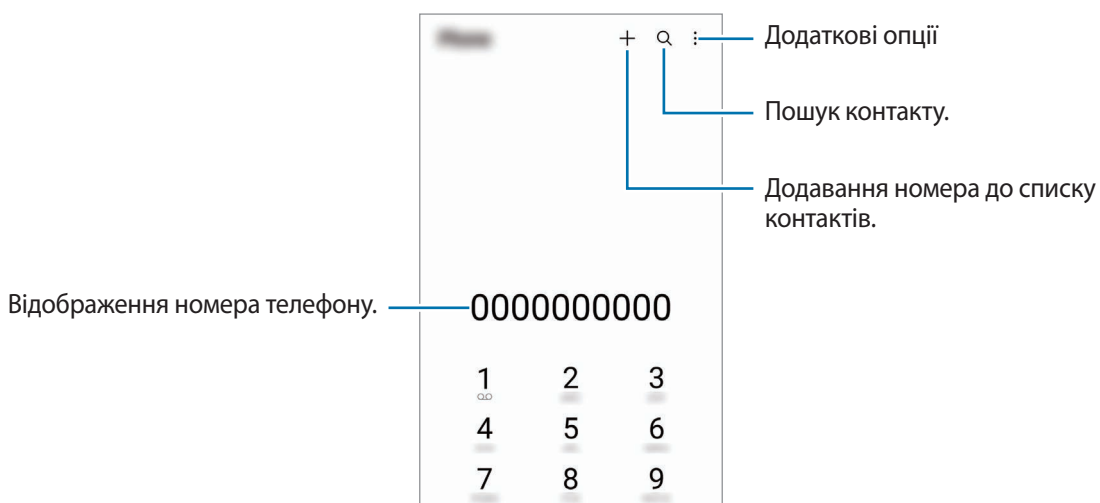 Додаткові опції
Пошук контакту.
Додавання номера до списку
контактів.
Відображення номера телефону.
0000000000
1 2 3
4 5 6
7 8 9